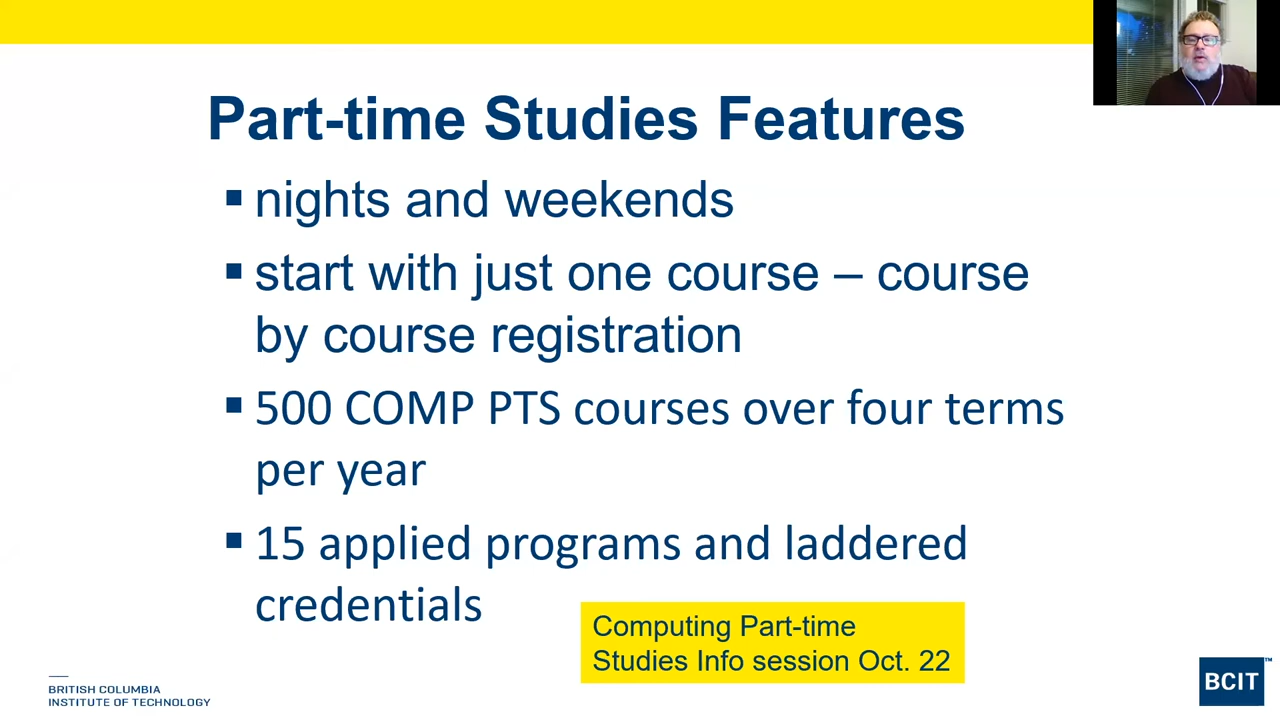 Part-time Studies Features
▪ nights and weekends
▪ start with just one course – course
by course registration
▪ 500 COMP PTS courses over four terms
per year
▪ 15 applied programs and laddered
credentials
Computing Part-time
Studies Info session Oct. 22
BRITISH COLUMBIA
INSTITUTE OF TECHNOLOGY
BCIT™